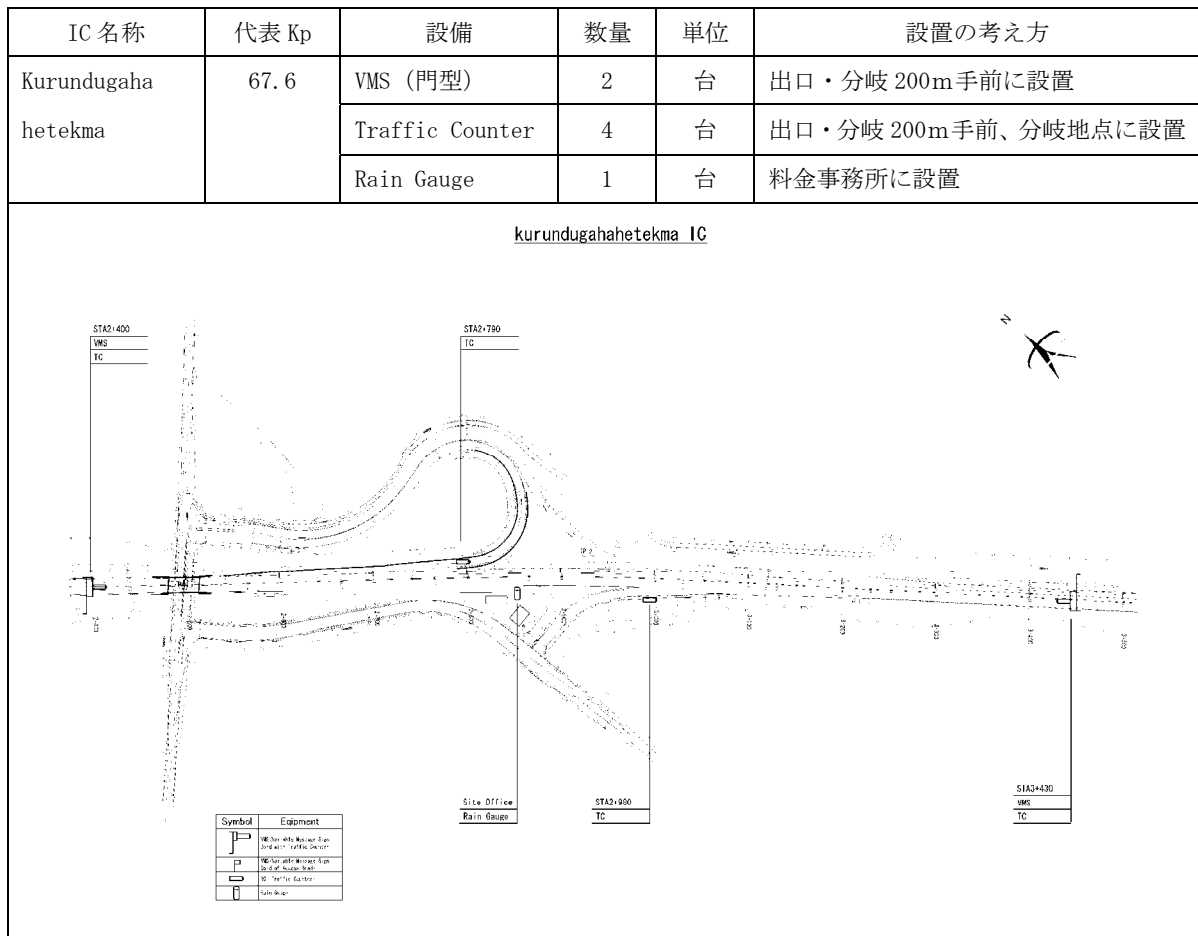 IC 名称 代表 Kp 設備 数量 単位 設置の考え方
Kurundugaha 67.6 VMS (門型) 2 台 出口・分岐 200m手前に設置
hetekma Traffic Counter 4 台 出口・分岐 200m手前、分岐地点に設置
Rain Gauge 1 台 料金事務所に設置
kurundugahahetekma IC
STA2+400
VMS
TC
STA2+790
TC
N
Site Office
Rain Gauge
STA2+980
TC
STA3+430
VMS
TC
Symbol Eqipment
Rain Gauge